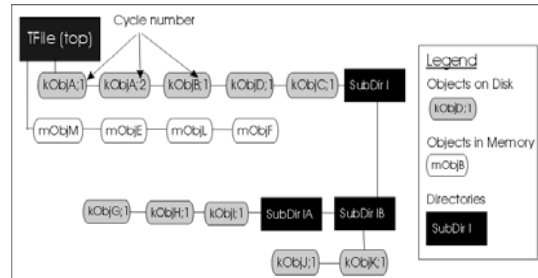 Cycle number
TFile (top)
kObjA;1
kObjA;2
kObjB;1
kObjD;1
kObjC;1
SubDir I
mObjM
mObjE
mObjL
mObjF
kObjG;1
kObjH;1
kObjI;1
SubDir IA
SubDir IB
kObjJ;1
kObjK;1
Legend
Objects on Disk
kObjD;1
Objects in Memory
mObjB
Directories
SubDir I